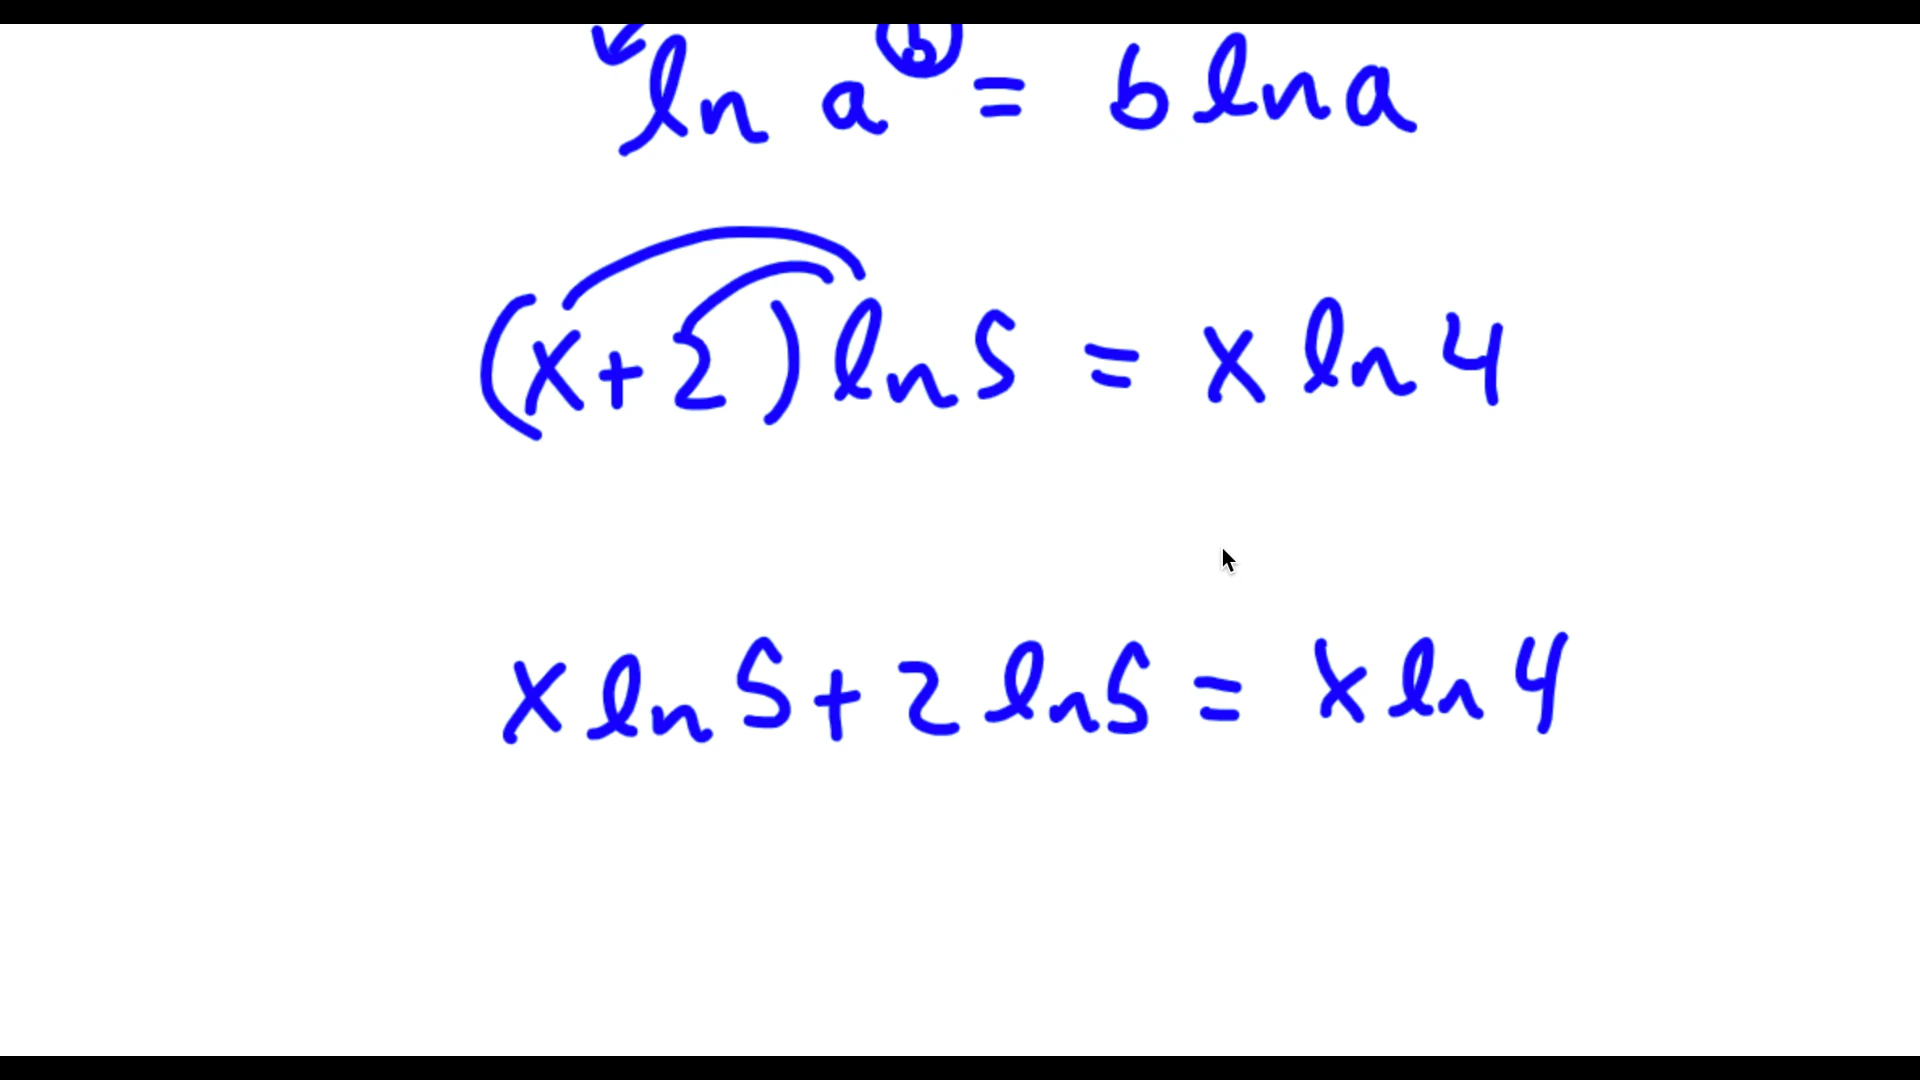 ln a^b = b ln a
(x+2) ln 5 = x ln 4
x ln 5 + 2 ln 5 = x ln 4